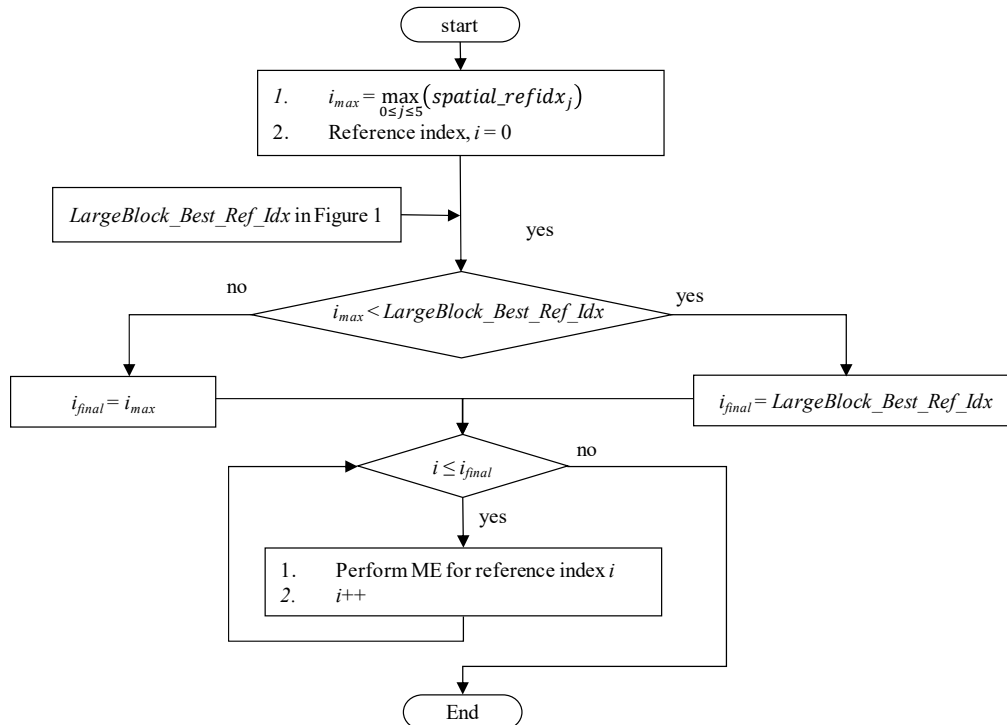 start
1. i_max = max_{0≤j≤5}(spatial_refidx_j)
2. Reference index, i = 0
LargeBlock_Best_Ref_Idx in Figure 1
yes
no
i_max < LargeBlock_Best_Ref_Idx
yes
i_final = i_max
i_final = LargeBlock_Best_Ref_Idx
i ≤ i_final
no
yes
1. Perform ME for reference index i
2. i++
End